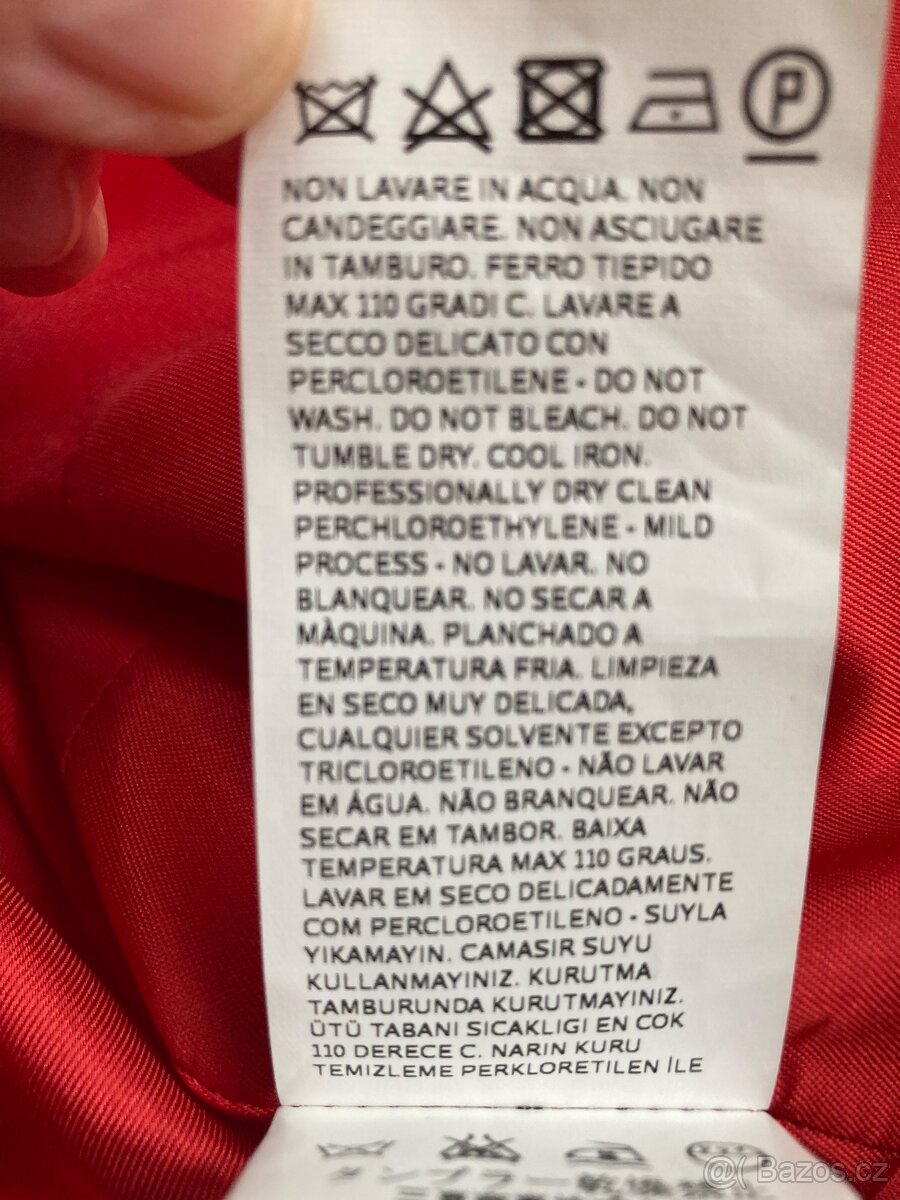 P
NON LAVARE IN ACQUA. NON
CANDEGGIARE. NON ASCIUGARE
IN TAMBURO. FERRO TIEPIDO
MAX 110 GRADI C. LAVARE A
SECCO DELICATO CON
PERCLOROETILENE - DO NOT
WASH. DO NOT BLEACH. DO NOT
TUMBLE DRY. COOL IRON.
PROFESSIONALLY DRY CLEAN
PERCHLOROETHYLENE - MILD
PROCESS - NO LAVAR. NO
BLANQUEAR. NO SECAR A
MÀQUINA. PLANCHADO A
TEMPERATURA FRIA. LIMPIEZA
EN SECO MUY DELICADA,
CUALQUIER SOLVENTE EXCEPTO
TRICLOROETILENO - NÃO LAVAR
EM ÁGUA. NÃO BRANQUEAR. NÃO
SECAR EM TAMBOR. BAIXA
TEMPERATURA MAX 110 GRAUS.
LAVAR EM SECO DELICADAMENTE
COM PERCLOROETILENO - SUYLA
YIKAMAYIN. CAMASIR SUYU
KULLANMAYINIZ. KURUTMA
TAMBURUNDA KURUTMAYINIZ.
ÜTÜ TABANI SICAKLIGI EN COK
110 DERECE C. NARIN KURU
TEMIZLEME PERKLORETILEN İLE
Bazos.cz